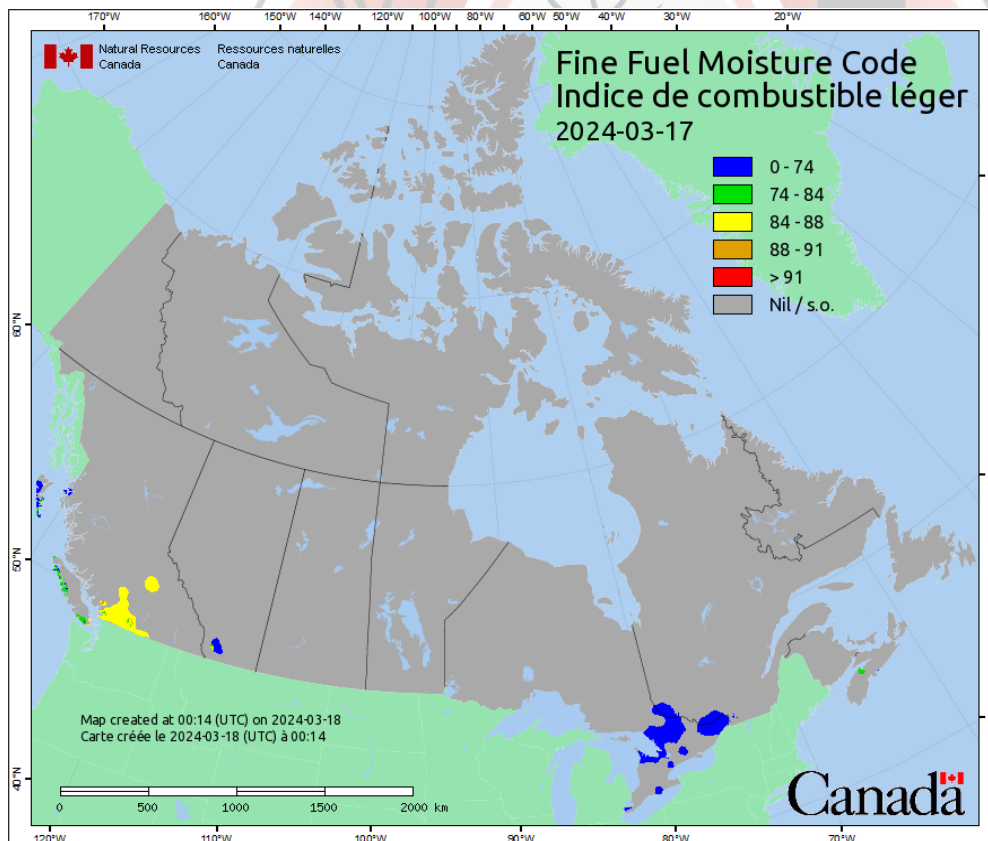 170°W 160°W 150°W 140°W 120°W 100°W 80°W 60°W 50°W 40°W 30°W 20°W
Natural Resources Ressources naturelles
Canada Canada
Fine Fuel Moisture Code
Indice de combustible léger
2024-03-17
0 - 74
74 - 84
84 - 88
88 - 91
> 91
Nil / s.o.
60°N
50°N
40°N
Map created at 00:14 (UTC) on 2024-03-18
Carte créée le 2024-03-18 (UTC) à 00:14
0 500 1000 1500 2000 km
Canada
120°W 110°W 100°W 90°W 80°W 70°W